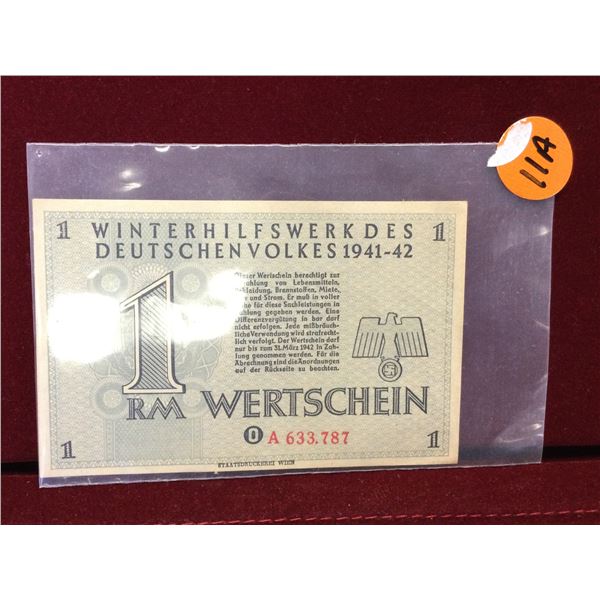 11A
1 WINTERHILFSWERK DES 1
DEUTSCHEN VOLKES 1941-42
Dieser Wertschein berechtigt zur
zahlung von Lebensmitteln,
Bekleidung, Brennstoffen, Miete,
und Strom. Er muß in voller
für diese Sachleistungen in
Zahlung gegeben werden. Eine
Differenzvergütung in bar darf
nicht erfolgen. Jede mißbräuch-
liche Verwendung wird strafrecht-
lich verfolgt. Der Wertschein darf
nur bis zum 31. März 1942 in Zah-
lung genommen werden. Für die
Abrechnung sind die Anordnungen
auf der Rückseite zu beachten.
1
RM WERTSCHEIN
O A 633.787
1 1
STAATSDRUCKEREI WIEN